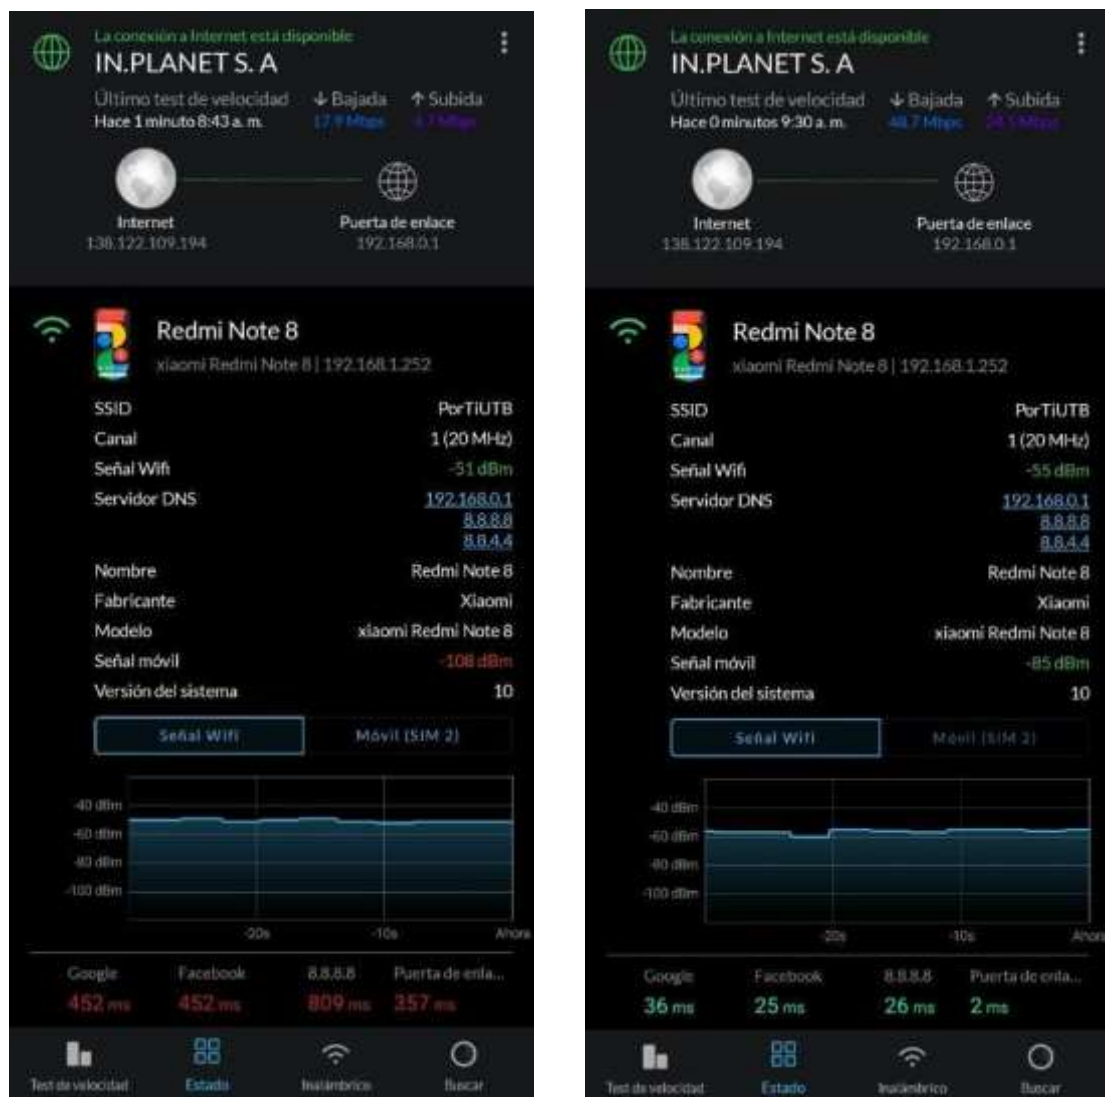 La conexión a Internet está disponible
IN.PLANET S. A
Último test de velocidad
Bajada
Subida
Hace 1 minuto 8:43 a. m.
17.9 Mbps
4.7 Mbps
Internet
138.122.109.194
Puerta de enlace
192.168.0.1
Redmi Note 8
xiaomi Redmi Note 8 | 192.168.1.252
SSID PorTiUTB
Canal 1 (20 MHz)
Señal Wifi -51 dBm
Servidor DNS 192.168.0.1
8.8.8.8
8.8.4.4
Nombre Redmi Note 8
Fabricante Xiaomi
Modelo xiaomi Redmi Note 8
Señal móvil -108 dBm
Versión del sistema 10
Señal Wifi Móvil (SIM 2)
-40 dBm
-60 dBm
-80 dBm
-100 dBm
-20s -10s Ahora
Google Facebook 8.8.8.8 Puerta de enla...
452 ms 452 ms 809 ms 357 ms
Test de velocidad Estado Inalámbrico Buscar
La conexión a Internet está disponible
IN.PLANET S. A
Último test de velocidad
Bajada
Subida
Hace 0 minutos 9:30 a. m.
48.7 Mbps
Internet
138.122.109.194
Puerta de enlace
192.168.0.1
Redmi Note 8
xiaomi Redmi Note 8 | 192.168.1.252
SSID PorTiUTB
Canal 1 (20 MHz)
Señal Wifi -55 dBm
Servidor DNS 192.168.0.1
8.8.8.8
8.8.4.4
Nombre Redmi Note 8
Fabricante Xiaomi
Modelo xiaomi Redmi Note 8
Señal móvil -85 dBm
Versión del sistema 10
Señal Wifi Móvil (SIM 2)
-40 dBm
-60 dBm
-80 dBm
-100 dBm
-20s -10s Ahora
Google Facebook 8.8.8.8 Puerta de enla...
36 ms 25 ms 26 ms 2 ms
Test de velocidad Estado Inalámbrico Buscar